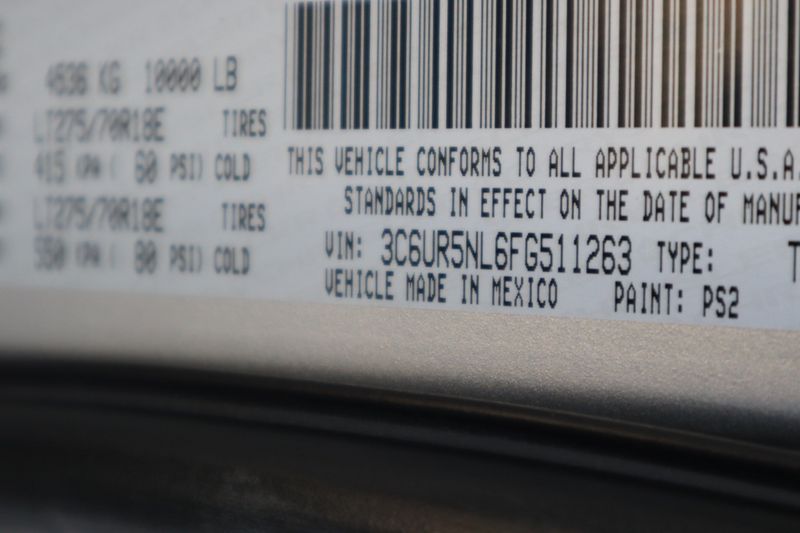 4536 KG 10000 LB
LT275/70R18E TIRES
415 KPA ( 60 PSI) COLD
LT275/70R18E TIRES
550 KPA ( 80 PSI) COLD
THIS VEHICLE CONFORMS TO ALL APPLICABLE U.S.A.
STANDARDS IN EFFECT ON THE DATE OF MANUF
VIN: 3C6UR5NL6FG511263 TYPE: T
VEHICLE MADE IN MEXICO PAINT: PS2